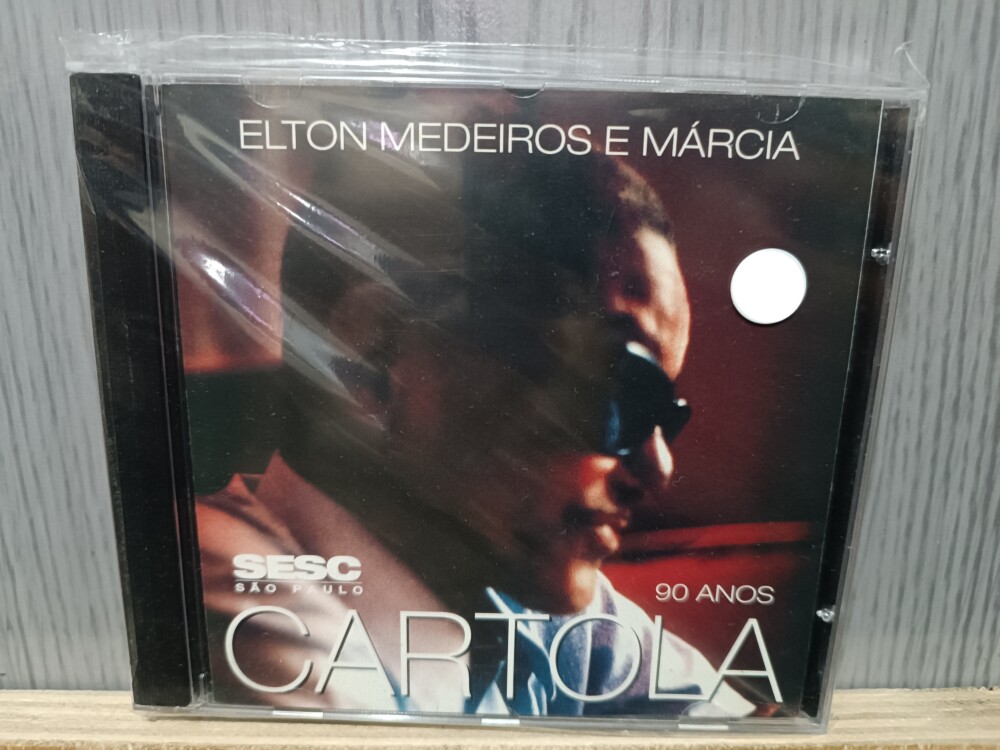 ELTON MEDEIROS E MÁRCIA
SESC
SÃO PAULO
90 ANOS
CARTOLA